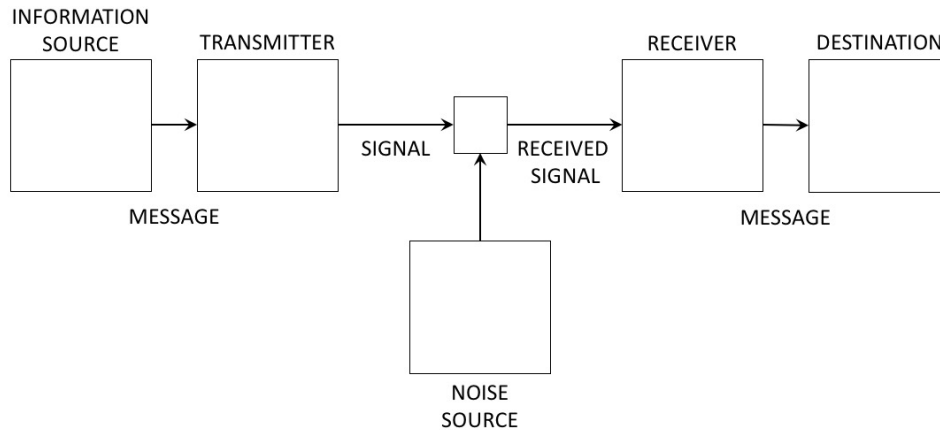 INFORMATION
SOURCE
TRANSMITTER
RECEIVER
DESTINATION
SIGNAL
RECEIVED
SIGNAL
MESSAGE
MESSAGE
NOISE
SOURCE